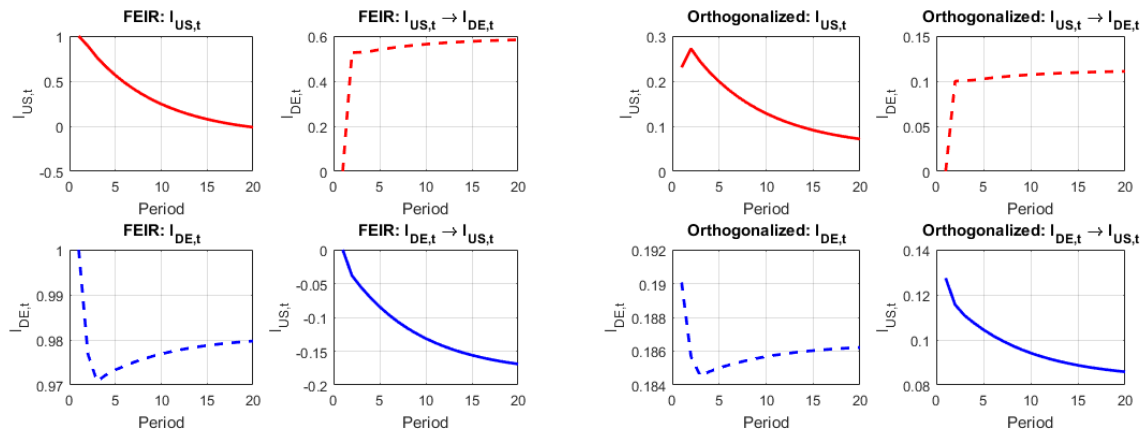 FEIR: I_US,t
FEIR: I_US,t → I_DE,t
Orthogonalized: I_US,t
Orthogonalized: I_US,t → I_DE,t
I_US,t
1
0.5
0
-0.5
0 5 10 15 20
Period
I_DE,t
0.6
0.4
0.2
0
0 5 10 15 20
Period
I_US,t
0.3
0.2
0.1
0
0 5 10 15 20
Period
I_DE,t
0.15
0.1
0.05
0
0 5 10 15 20
Period
FEIR: I_DE,t
FEIR: I_DE,t → I_US,t
Orthogonalized: I_DE,t
Orthogonalized: I_DE,t → I_US,t
I_DE,t
1
0.99
0.98
0.97
0 5 10 15 20
Period
I_US,t
0
-0.05
-0.1
-0.15
-0.2
0 5 10 15 20
Period
I_DE,t
0.192
0.19
0.188
0.186
0.184
0 5 10 15 20
Period
I_US,t
0.14
0.12
0.1
0.08
0 5 10 15 20
Period